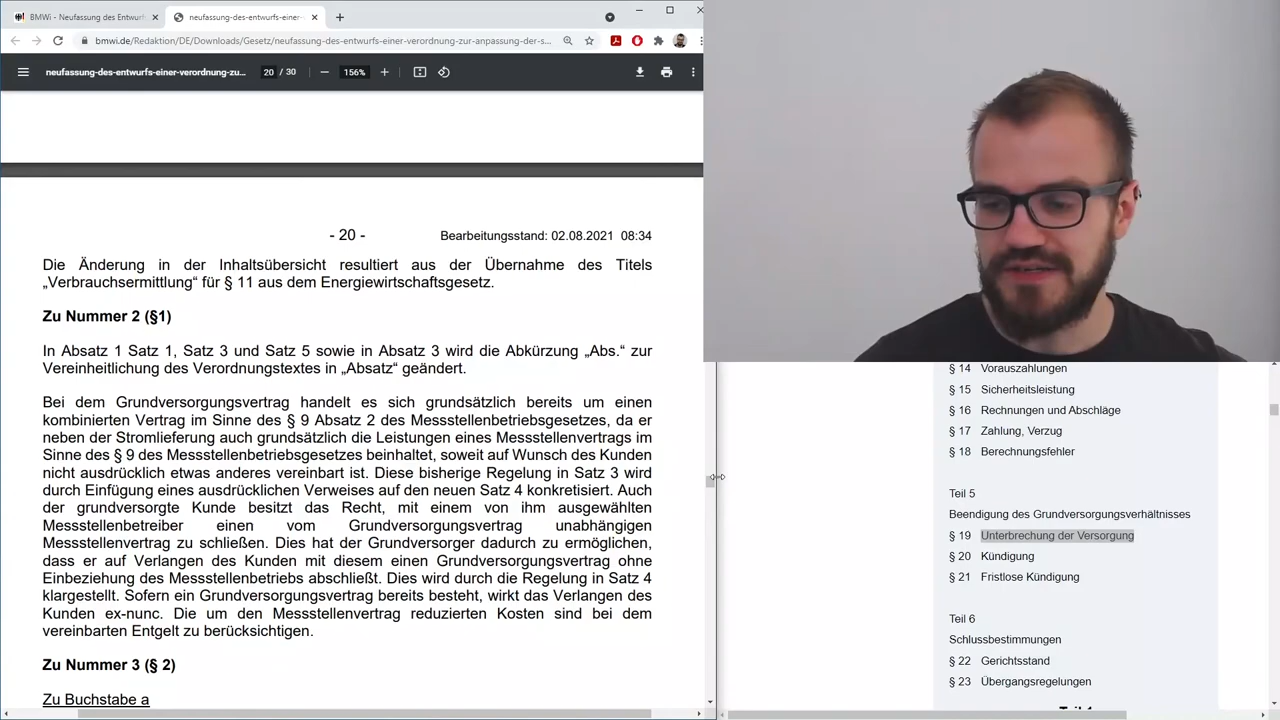 BMWi - Neufassung des Entwurf
neufassung-des-entwurfs-einer-
bmwi.de/Redaktion/DE/Downloads/Gesetz/neufassung-des-entwurfs-einer-verordnung-zur-anpassung-der-s...
neufassung-des-entwurfs-einer-verordnung-zu...
20 / 30
156%
- 20 -
Bearbeitungsstand: 02.08.2021 08:34
Die Änderung in der Inhaltsübersicht resultiert aus der Übernahme des Titels
„Verbrauchsermittlung“ für § 11 aus dem Energiewirtschaftsgesetz.
Zu Nummer 2 (§1)
In Absatz 1 Satz 1, Satz 3 und Satz 5 sowie in Absatz 3 wird die Abkürzung „Abs.“ zur
Vereinheitlichung des Verordnungstextes in „Absatz“ geändert.
Bei dem Grundversorgungsvertrag handelt es sich grundsätzlich bereits um einen
kombinierten Vertrag im Sinne des § 9 Absatz 2 des Messstellenbetriebsgesetzes, da er
neben der Stromlieferung auch grundsätzlich die Leistungen eines Messstellenvertrags im
Sinne des § 9 des Messstellenbetriebsgesetzes beinhaltet, soweit auf Wunsch des Kunden
nicht ausdrücklich etwas anderes vereinbart ist. Diese bisherige Regelung in Satz 3 wird
durch Einfügung eines ausdrücklichen Verweises auf den neuen Satz 4 konkretisiert. Auch
der grundversorgte Kunde besitzt das Recht, mit einem von ihm ausgewählten
Messstellenbetreiber einen vom Grundversorgungsvertrag unabhängigen
Messstellenvertrag zu schließen. Dies hat der Grundversorger dadurch zu ermöglichen,
dass er auf Verlangen des Kunden mit diesem einen Grundversorgungsvertrag ohne
Einbeziehung des Messstellenbetriebs abschließt. Dies wird durch die Regelung in Satz 4
klargestellt. Sofern ein Grundversorgungsvertrag bereits besteht, wirkt das Verlangen des
Kunden ex-nunc. Die um den Messstellenvertrag reduzierten Kosten sind bei dem
vereinbarten Entgelt zu berücksichtigen.
Zu Nummer 3 (§ 2)
Zu Buchstabe a
§ 14 Vorauszahlungen
§ 15 Sicherheitsleistung
§ 16 Rechnungen und Abschläge
§ 17 Zahlung, Verzug
§ 18 Berechnungsfehler
Teil 5
Beendigung des Grundversorgungsverhältnisses
§ 19 Unterbrechung der Versorgung
§ 20 Kündigung
§ 21 Fristlose Kündigung
Teil 6
Schlussbestimmungen
§ 22 Gerichtsstand
§ 23 Übergangsregelungen
Teil 1